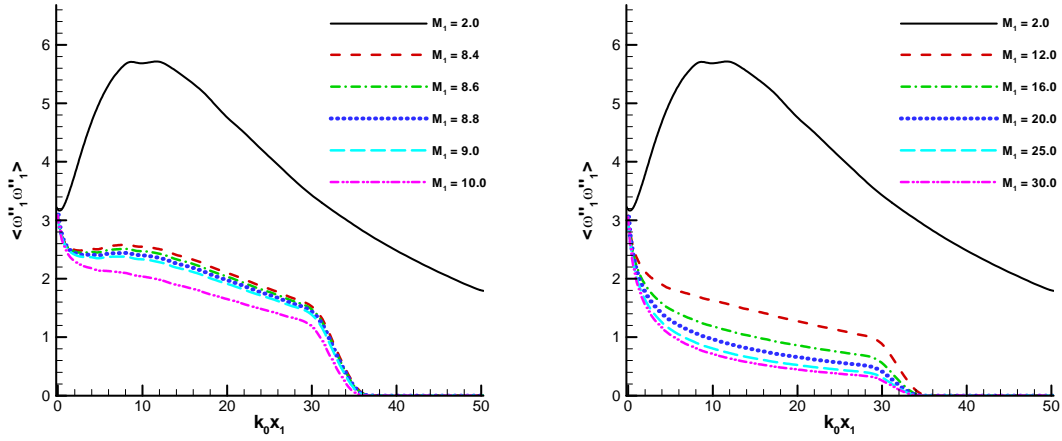 <ω"₁ω"₁>
6
5
4
3
2
1
0
0 10 20 30 40 50
k₀x₁
M₁ = 2.0
M₁ = 8.4
M₁ = 8.6
M₁ = 8.8
M₁ = 9.0
M₁ = 10.0
<ω"₁ω"₁>
6
5
4
3
2
1
0
0 10 20 30 40 50
k₀x₁
M₁ = 2.0
M₁ = 12.0
M₁ = 16.0
M₁ = 20.0
M₁ = 25.0
M₁ = 30.0